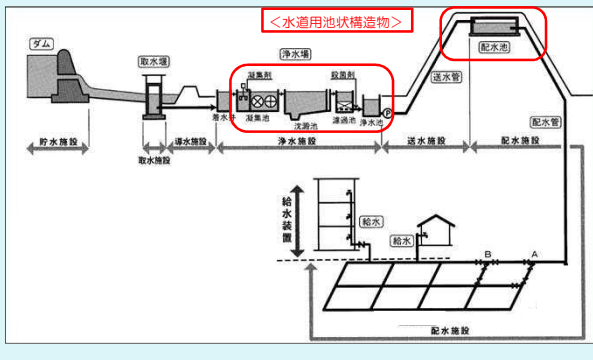 ＜水道用池状構造物＞
ダム
取水堰
浄水場
凝集剤
殺菌剤
着水井
凝集池
沈澱池
濾過池
浄水池
P
送水管
配水池
配水管
貯水施設
取水施設
導水施設
浄水施設
送水施設
配水施設
給水装置
給水
給水
B
A
配水施設